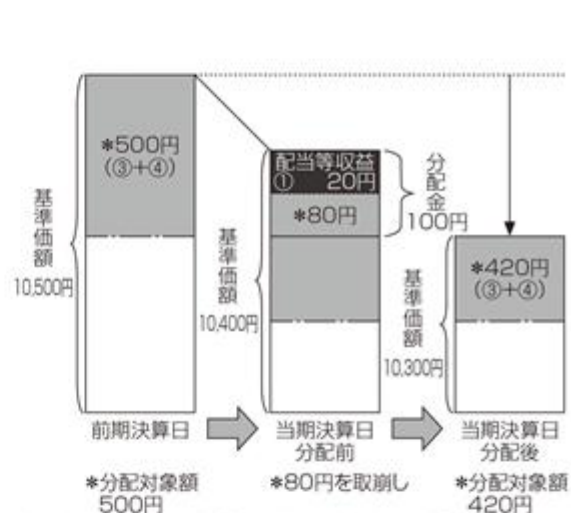 基準価額
10,500円
*500円
(③+④)
前期決算日
*分配対象額
500円
基準価額
10,400円
配当等収益
① 20円
*80円
分配金
100円
当期決算日
分配前
*80円を取崩し
基準価額
10,300円
*420円
(③+④)
当期決算日
分配後
*分配対象額
420円